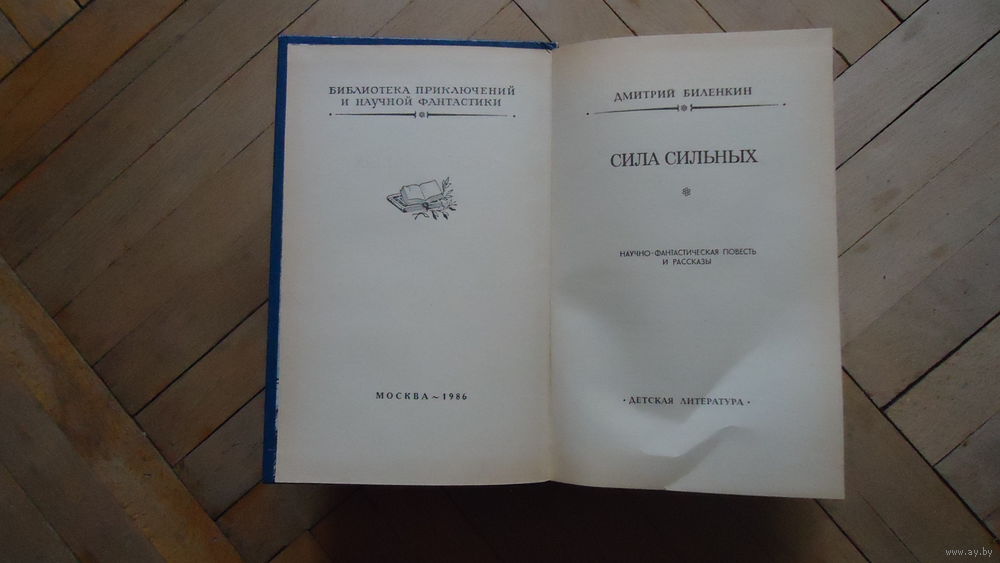 БИБЛИОТЕКА ПРИКЛЮЧЕНИЙ
И НАУЧНОЙ ФАНТАСТИКИ
МОСКВА ~ 1986
ДМИТРИЙ БИЛЕНКИН
СИЛА СИЛЬНЫХ
НАУЧНО-ФАНТАСТИЧЕСКАЯ ПОВЕСТЬ
И РАССКАЗЫ
· ДЕТСКАЯ ЛИТЕРАТУРА ·
www.ay.by